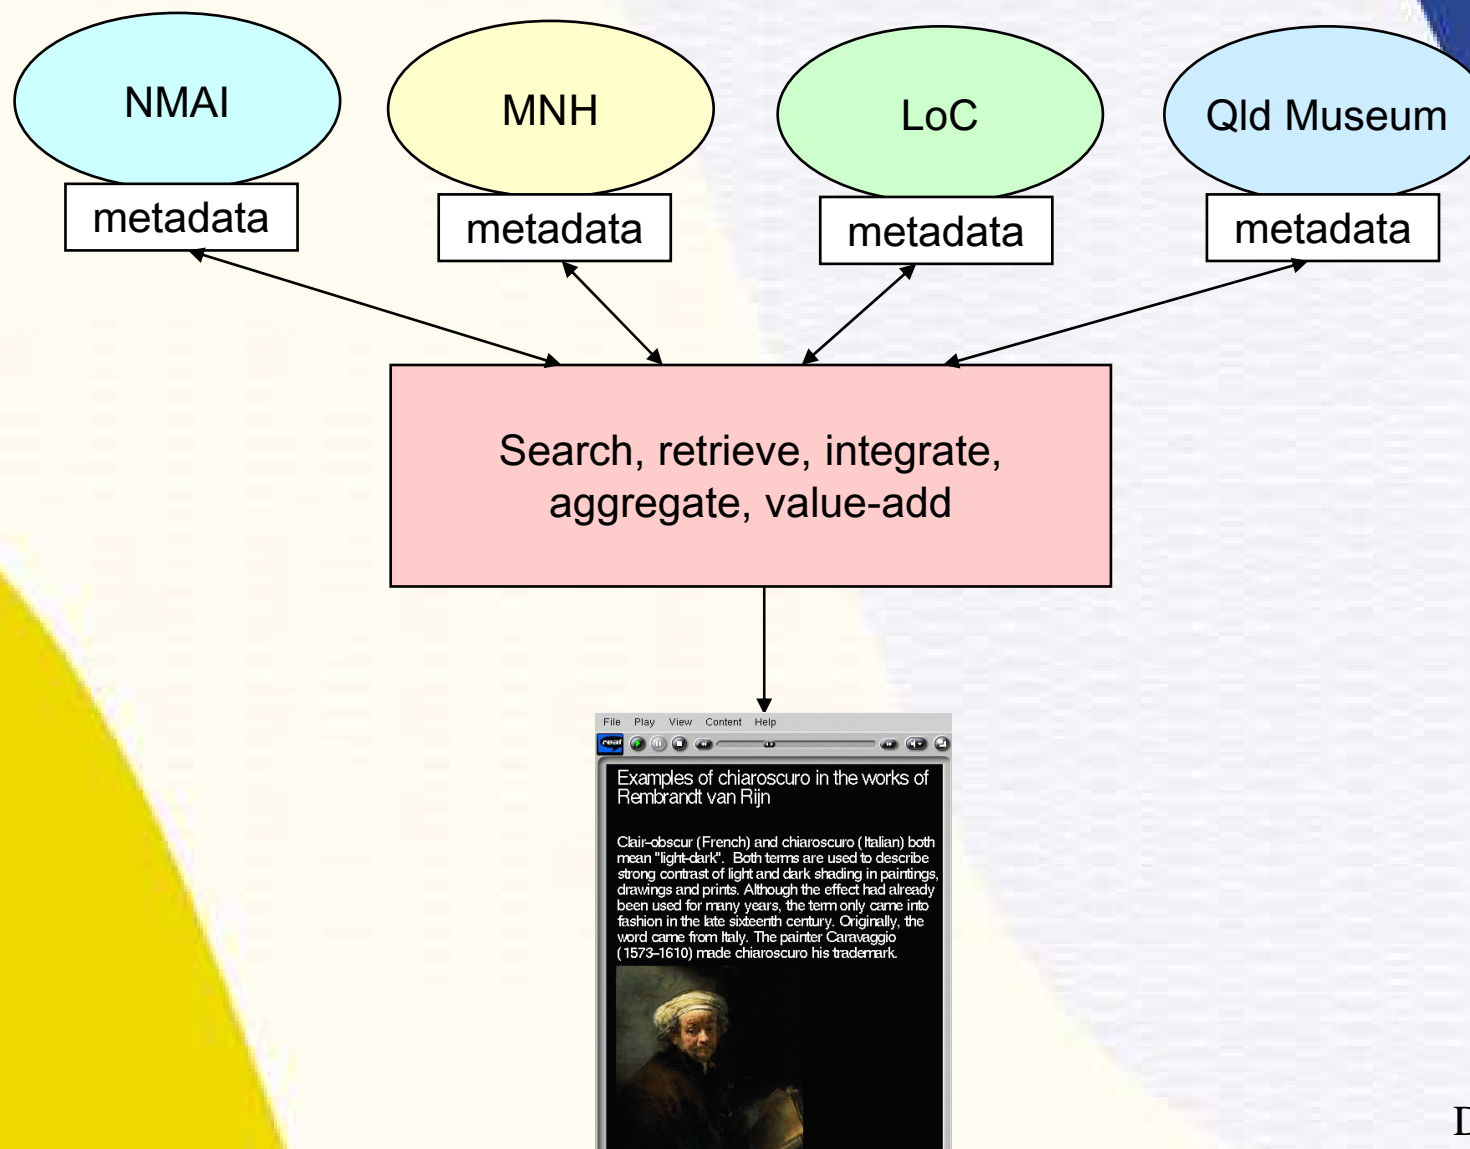 NMAI
MNH
LoC
Qld Museum
metadata
metadata
metadata
metadata
Search, retrieve, integrate,
aggregate, value-add
File Play View Content Help
real
Examples of chiaroscuro in the works of
Rembrandt van Rijn
Clair-obscur (French) and chiaroscuro (Italian) both
mean "light-dark". Both terms are used to describe
strong contrast of light and dark shading in paintings,
drawings and prints. Although the effect had already
been used for many years, the term only came into
fashion in the late sixteenth century. Originally, the
word came from Italy. The painter Caravaggio
(1573-1610) made chiaroscuro his trademark.
D